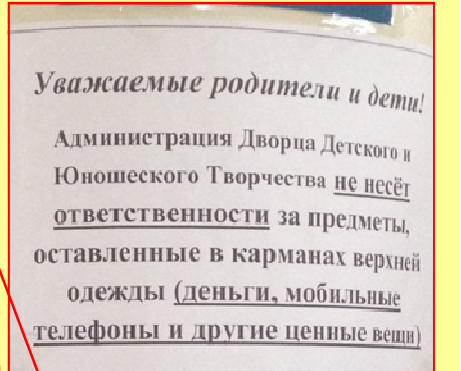 Уважаемые родители и дети!
Администрация Дворца Детского и
Юношеского Творчества не несёт
ответственности за предметы,
оставленные в карманах верхней
одежды (деньги, мобильные
телефоны и другие ценные вещи)